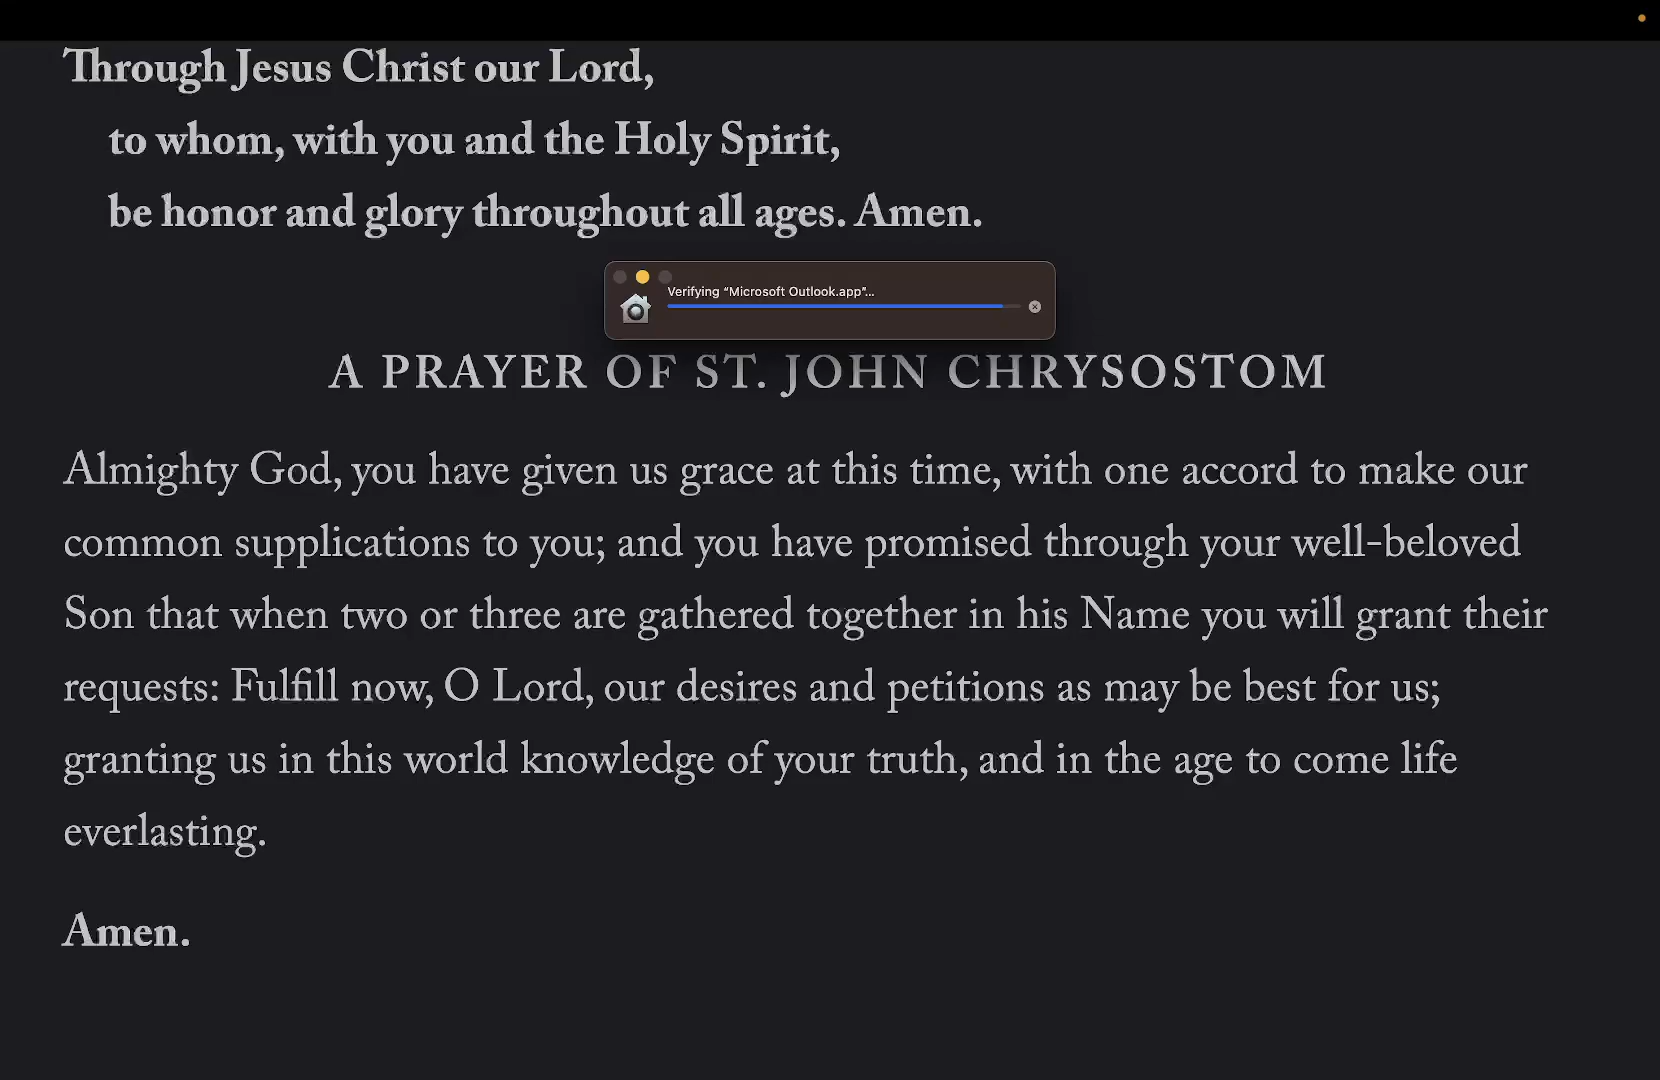 Through Jesus Christ our Lord,
to whom, with you and the Holy Spirit,
be honor and glory throughout all ages. Amen.
Verifying “Microsoft Outlook.app”...
A PRAYER OF ST. JOHN CHRYSOSTOM
Almighty God, you have given us grace at this time, with one accord to make our
common supplications to you; and you have promised through your well-beloved
Son that when two or three are gathered together in his Name you will grant their
requests: Fulfill now, O Lord, our desires and petitions as may be best for us;
granting us in this world knowledge of your truth, and in the age to come life
everlasting.
Amen.